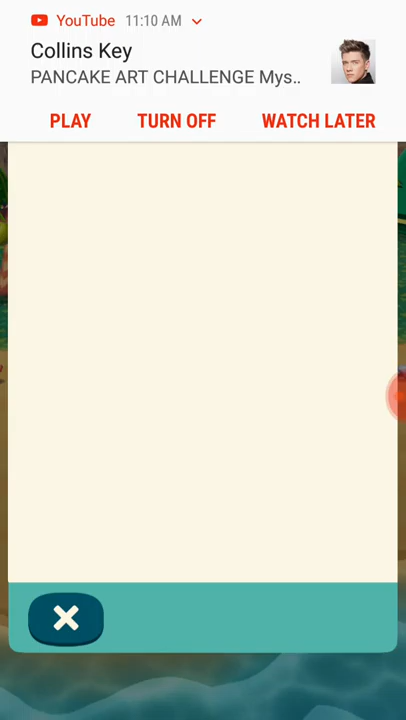 YouTube 11:10 AM
Collins Key
PANCAKE ART CHALLENGE Mys..
PLAY TURN OFF WATCH LATER